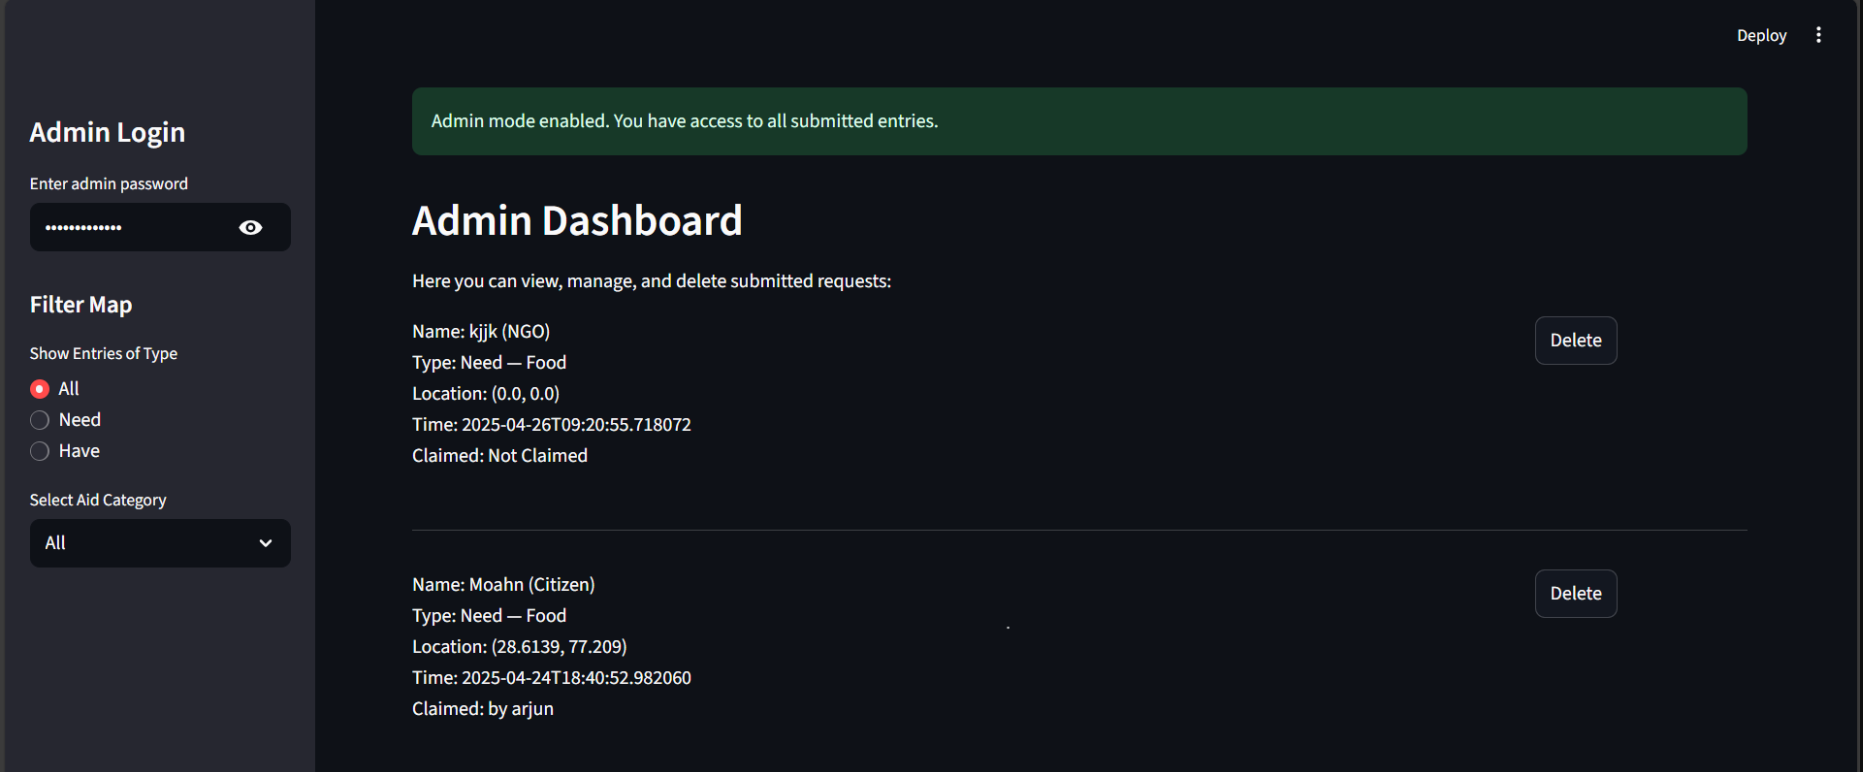 Deploy
Admin Login
Enter admin password
•••••••••••••
Filter Map
Show Entries of Type
All
Need
Have
Select Aid Category
All
Admin mode enabled. You have access to all submitted entries.
Admin Dashboard
Here you can view, manage, and delete submitted requests:
Name: kjjk (NGO)
Type: Need — Food
Location: (0.0, 0.0)
Time: 2025-04-26T09:20:55.718072
Claimed: Not Claimed
Delete
Name: Moahn (Citizen)
Type: Need — Food
Location: (28.6139, 77.209)
Time: 2025-04-24T18:40:52.982060
Claimed: by arjun
Delete